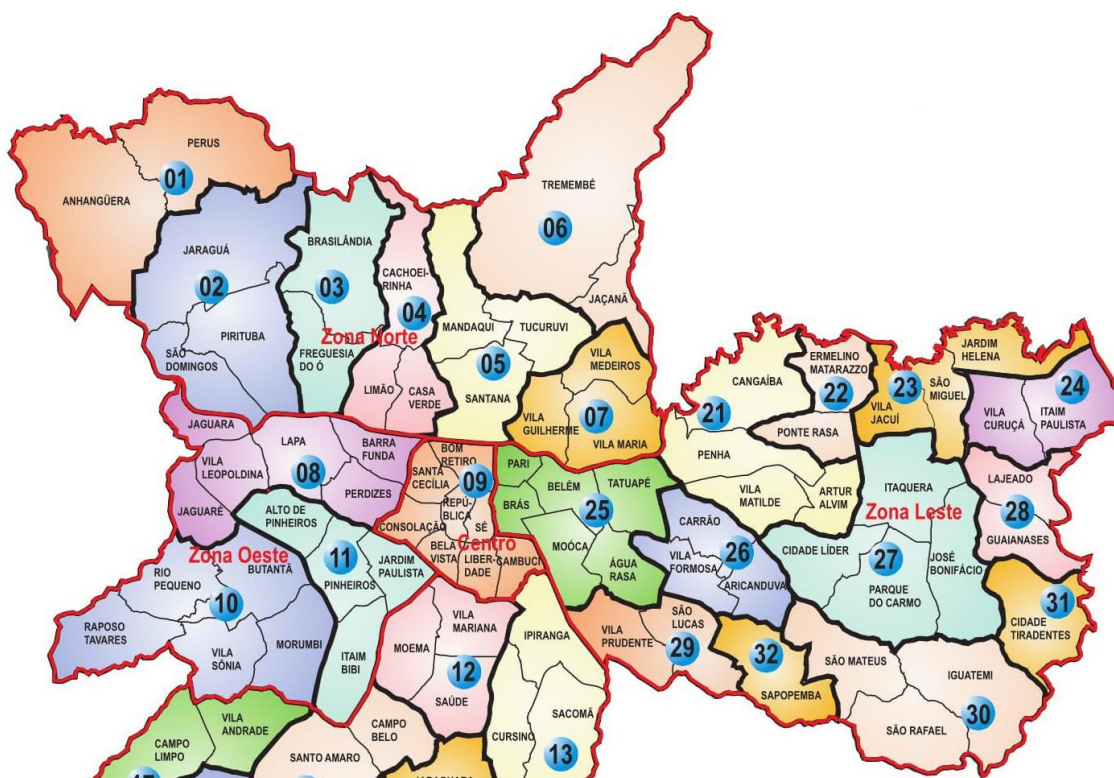 PERUS
01
ANHANGÜERA
TREMEMBÉ
06
JAÇANÃ
JARAGUÁ
02
PIRITUBA
SÃO
DOMINGOS
BRASILÂNDIA
03
Zona Norte
FREGUESIA
DO Ó
CACHOEI-
RINHA
04
LIMÃO
CASA
VERDE
MANDAQUI
TUCURUVI
05
SANTANA
VILA
MEDEIROS
07
VILA
GUILHERME
VILA MARIA
CANGAÍBA
21
ERMELINO
MATARAZZO
22
PONTE RASA
23
VILA
JACUÍ
SÃO
MIGUEL
JARDIM
HELENA
24
VILA
CURUÇÁ
ITAIM
PAULISTA
JAGUARA
LAPA
08
BARRA
FUNDA
VILA
LEOPOLDINA
PERDIZES
JAGUARÉ
BOM
RETIRO
09
SANTA
CECÍLIA
REPÚ-
BLICA
SÉ
CONSOLAÇÃO
BELA
VISTA
Centro
LIBER-
DADE
CAMBUCI
PARI
BRÁS
BELÉM
TATUAPÉ
25
MOÓCA
ÁGUA
RASA
PENHA
VILA
MATILDE
ARTUR
ALVIM
CARRÃO
26
VILA
FORMOSA
ARICANDUVA
ITAQUERA
Zona Leste
CIDADE LÍDER
27
PARQUE
DO CARMO
JOSÉ
BONIFÁCIO
LAJEADO
28
GUAIANASES
31
CIDADE
TIRADENTES
ALTO DE
PINHEIROS
11
PINHEIROS
JARDIM
PAULISTA
ITAIM
BIBI
Zona Oeste
RIO
PEQUENO
BUTANTÃ
10
RAPOSO
TAVARES
VILA
SÔNIA
MORUMBI
MOEMA
VILA
MARIANA
12
SAÚDE
IPIRANGA
SACOMÃ
CURSINO
13
VILA
PRUDENTE
SÃO
LUCAS
29
32
SAPOPEMBA
SÃO MATEUS
IGUATEMI
SÃO RAFAEL
30
VILA
ANDRADE
CAMPO
LIMPO
CAMPO
BELO
SANTO AMARO